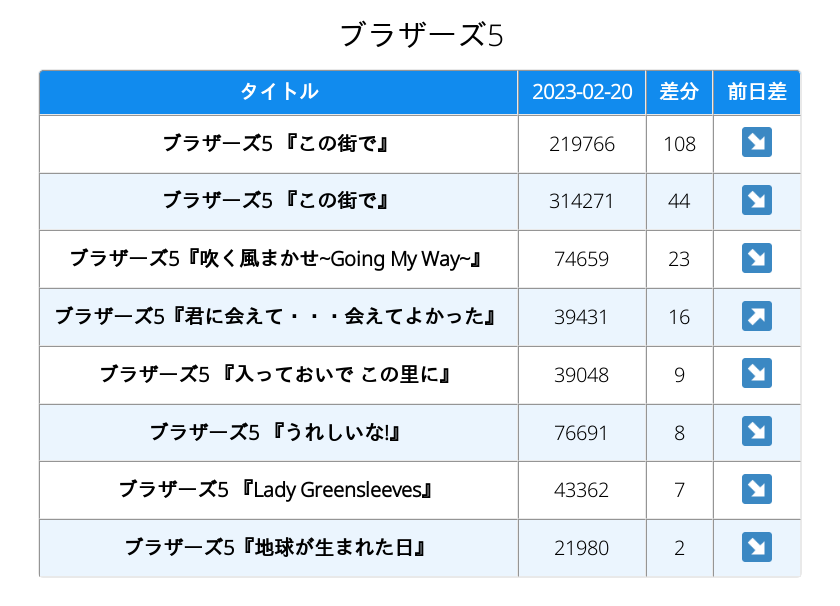 ブラザーズ5
タイトル 2023-02-20 差分 前日差
ブラザーズ5 『この街で』 219766 108 ↘
ブラザーズ5 『この街で』 314271 44 ↘
ブラザーズ5『吹く風まかせ~Going My Way~』 74659 23 ↘
ブラザーズ5『君に会えて・・・会えてよかった』 39431 16 ↗
ブラザーズ5 『入っておいで この里に』 39048 9 ↘
ブラザーズ5 『うれしいな!』 76691 8 ↘
ブラザーズ5 『Lady Greensleeves』 43362 7 ↘
ブラザーズ5『地球が生まれた日』 21980 2 ↘